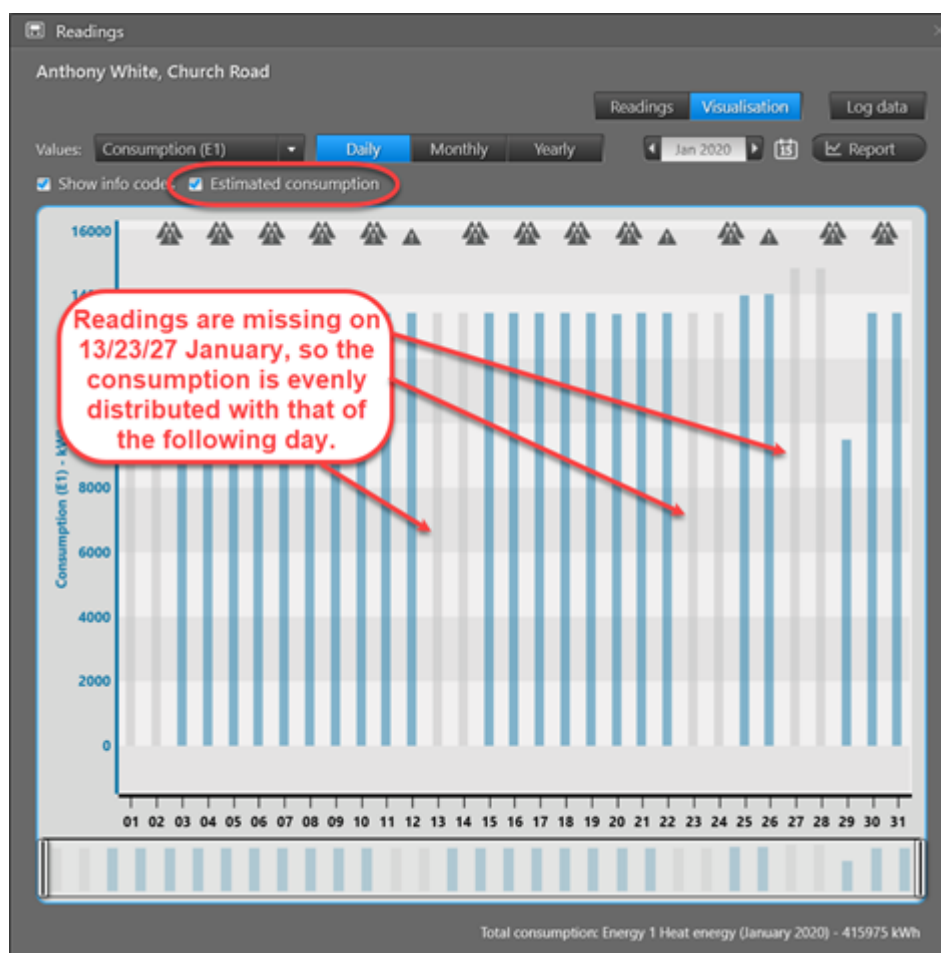 Readings
Anthony White, Church Road
Readings Visualisation Log data
Values: Consumption (E1) Daily Monthly Yearly Jan 2020 15 Report
Show info code Estimated consumption
16000
Readings are missing on
13/23/27 January, so the
consumption is evenly
distributed with that of
the following day.
8000
6000
4000
2000
0
Consumption (E1) -
01 02 03 04 05 06 07 08 09 10 11 12 13 14 15 16 17 18 19 20 21 22 23 24 25 26 27 28 29 30 31
Total consumption: Energy 1 Heat energy (January 2020) - 415975 kWh